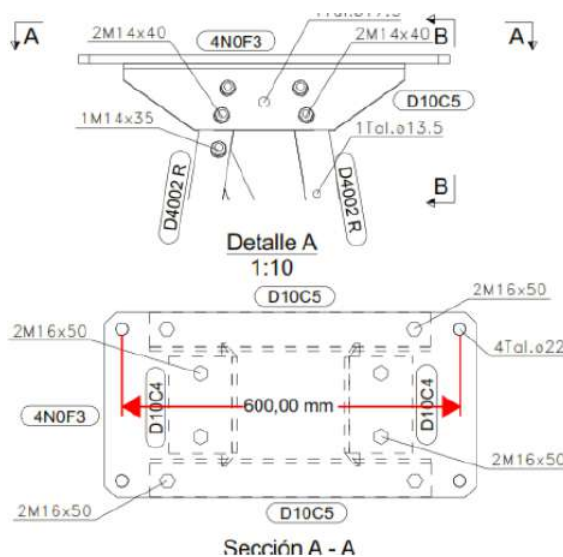 A
B
A
2M14x40
4N0F3
2M14x40
D10C5
1M14x35
1Tal.ø13.5
D4002 R
D4002 R
B
Detalle A
1:10
D10C5
2M16x50
2M16x50
4Tal.ø22
D10C4
600,00 mm
D10C4
4N0F3
2M16x50
2M16x50
D10C5
Sección A - A